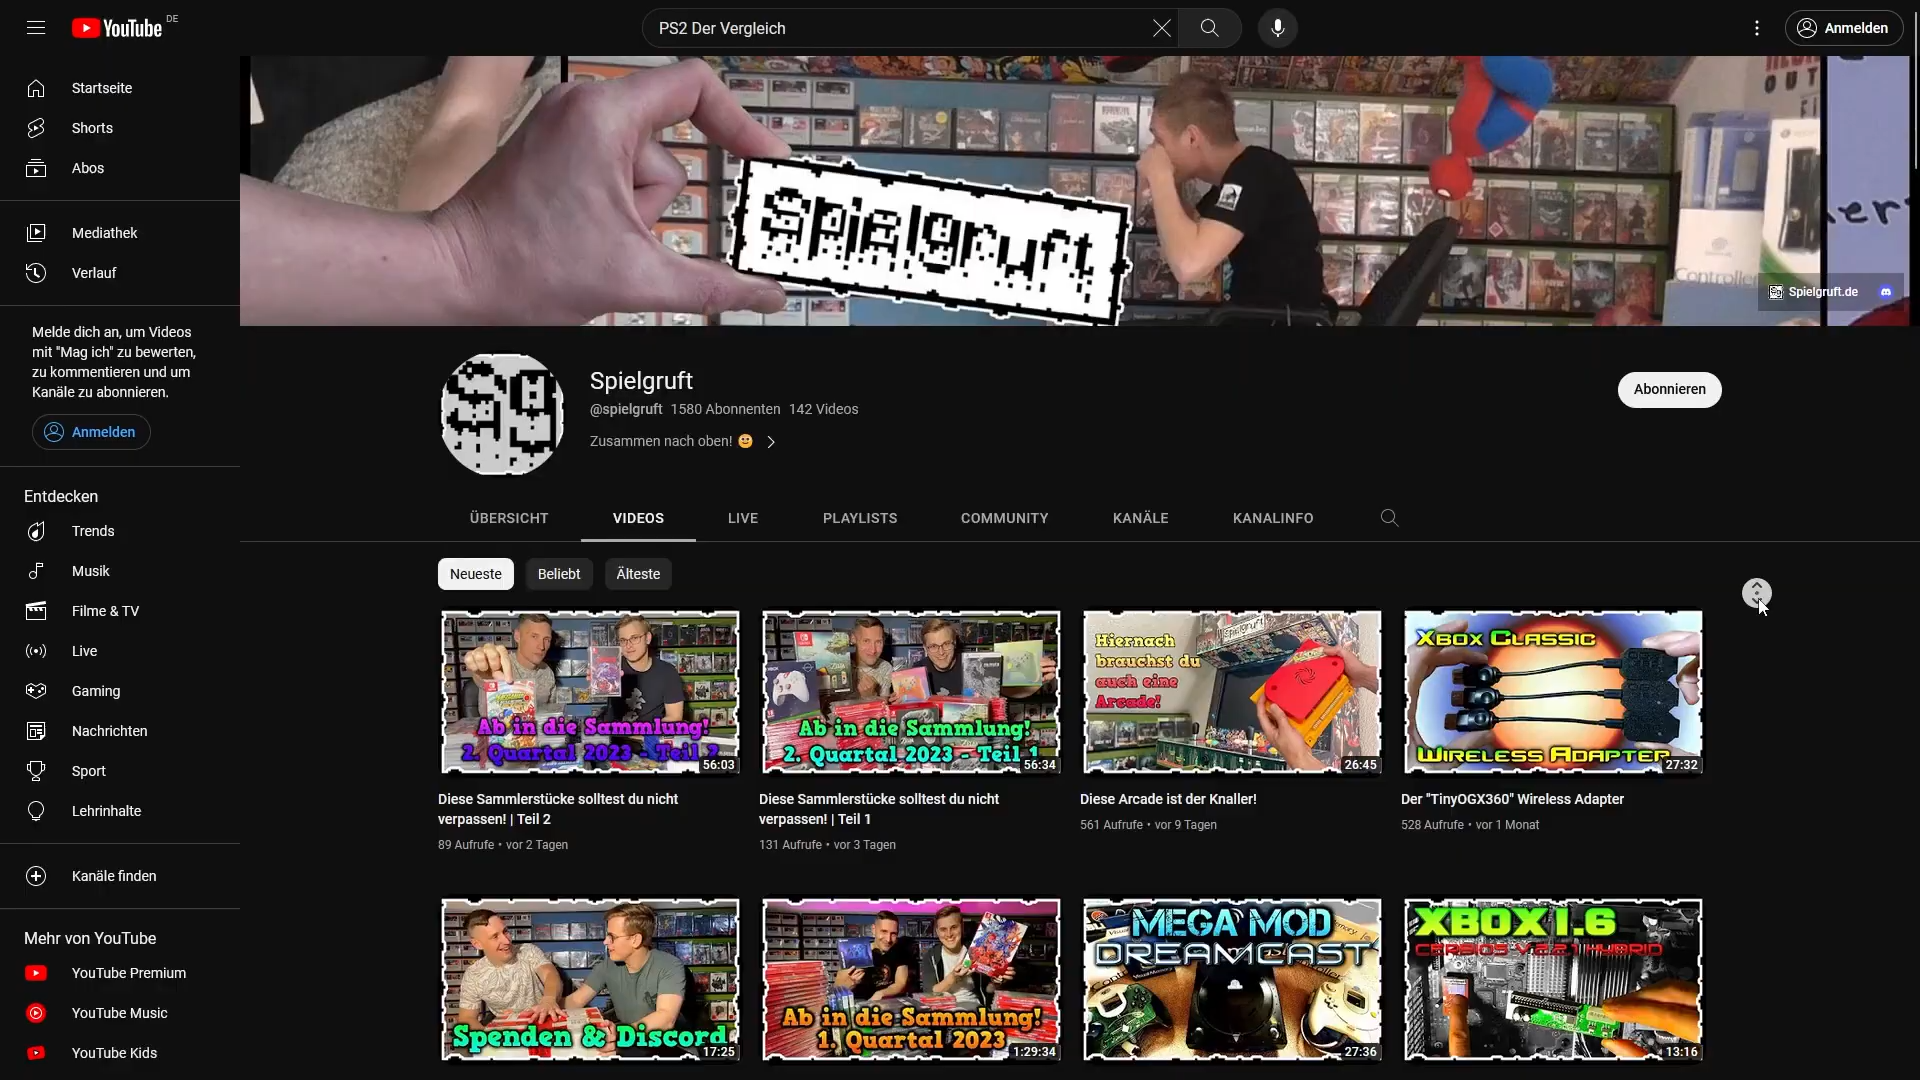 YouTube DE
PS2 Der Vergleich
Anmelden
Startseite
Shorts
Abos
Mediathek
Verlauf
Melde dich an, um Videos
mit "Mag ich" zu bewerten,
zu kommentieren und um
Kanäle zu abonnieren.
Anmelden
Entdecken
Trends
Musik
Filme & TV
Live
Gaming
Nachrichten
Sport
Lehrinhalte
Kanäle finden
Mehr von YouTube
YouTube Premium
YouTube Music
YouTube Kids
Spielgruft
Controller
Spielgruft.de
Spielgruft
@spielgruft 1580 Abonnenten 142 Videos
Zusammen nach oben!
Abonnieren
ÜBERSICHT
VIDEOS
LIVE
PLAYLISTS
COMMUNITY
KANÄLE
KANALINFO
Neueste
Beliebt
Älteste
Ab in die Sammlung!
2. Quartal 2023 - Teil 2
56:03
Diese Sammlerstücke solltest du nicht
verpassen! | Teil 2
89 Aufrufe • vor 2 Tagen
Ab in die Sammlung!
2. Quartal 2023 - Teil 1
56:34
Diese Sammlerstücke solltest du nicht
verpassen! | Teil 1
131 Aufrufe • vor 3 Tagen
Hiernach
brauchst du
auch eine
Arcade!
26:45
Diese Arcade ist der Knaller!
561 Aufrufe • vor 9 Tagen
XBOX CLASSIC
WIRELESS ADAPTER
27:32
Der "TinyOGX360" Wireless Adapter
528 Aufrufe • vor 1 Monat
Spenden & Discord
17:25
Ab in die Sammlung!
1. Quartal 2023
1:29:34
MEGA MOD
DREAMCAST
27:36
XBOX 1.6
CERBIOS V.2.2.1 HYBRID
13:16